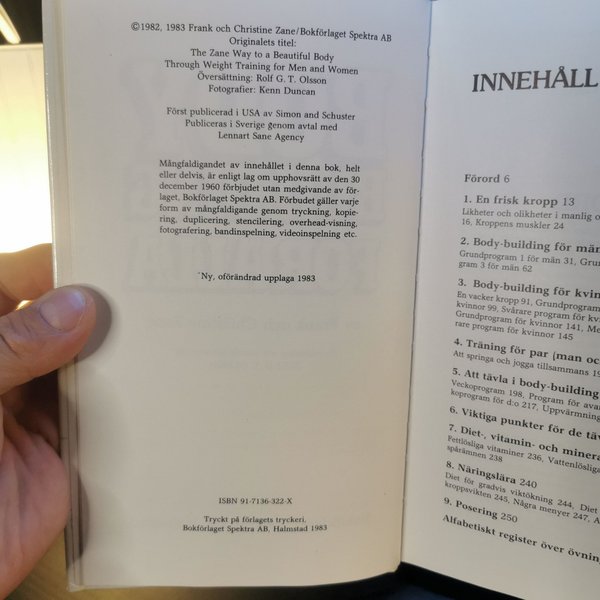 ©1982, 1983 Frank och Christine Zane/Bokförlaget Spektra AB
Originalets titel:
The Zane Way to a Beautiful Body
Through Weight Training for Men and Women
Översättning: Rolf G. T. Olsson
Fotografier: Kenn Duncan
Först publicerad i USA av Simon and Schuster
Publiceras i Sverige genom avtal med
Lennart Sane Agency
Mångfaldigandet av innehållet i denna bok, helt
eller delvis, är enligt lag om upphovsrätt av den 30
december 1960 förbjudet utan medgivande av för-
laget, Bokförlaget Spektra AB. Förbudet gäller varje
form av mångfaldigande genom tryckning, kopie-
ring, duplicering, stencilering, overhead-visning,
fotografering, bandinspelning, videoinspelning etc.
Ny, oförändrad upplaga 1983
ISBN 91-7136-322-X
Tryckt på förlagets tryckeri.
Bokförlaget Spektra AB, Halmstad 1983
INNEHÅLL
Förord 6
1. En frisk kropp 13
Likheter och olikheter i manlig o
16, Kroppens muskler 24
2. Body-building för män
Grundprogram 1 för män 31, Grund
gram 3 för män 62
3. Body-building för kvin
En vacker kropp 91, Grundprogram
kvinnor 99, Svårare program för kv
Grundprogram för kvinnor 141, Me
rare program för kvinnor 145
4. Träning för par (man oc
Att springa och jogga tillsammans 19
5. Att tävla i body-building
Veckoprogram 198, Program för avan
koprogram för d:o 217, Uppvärmning
6. Viktiga punkter för de täv
7. Diet-, vitamin- och minera
Fettlösliga vitaminer 236, Vattenlösliga
spårämnen 238
8. Näringslära 240
Diet för gradvis viktökning 244, Diet
kroppsvikten 245, Några menyer 247, A
9. Posering 250
Alfabetiskt register över övning